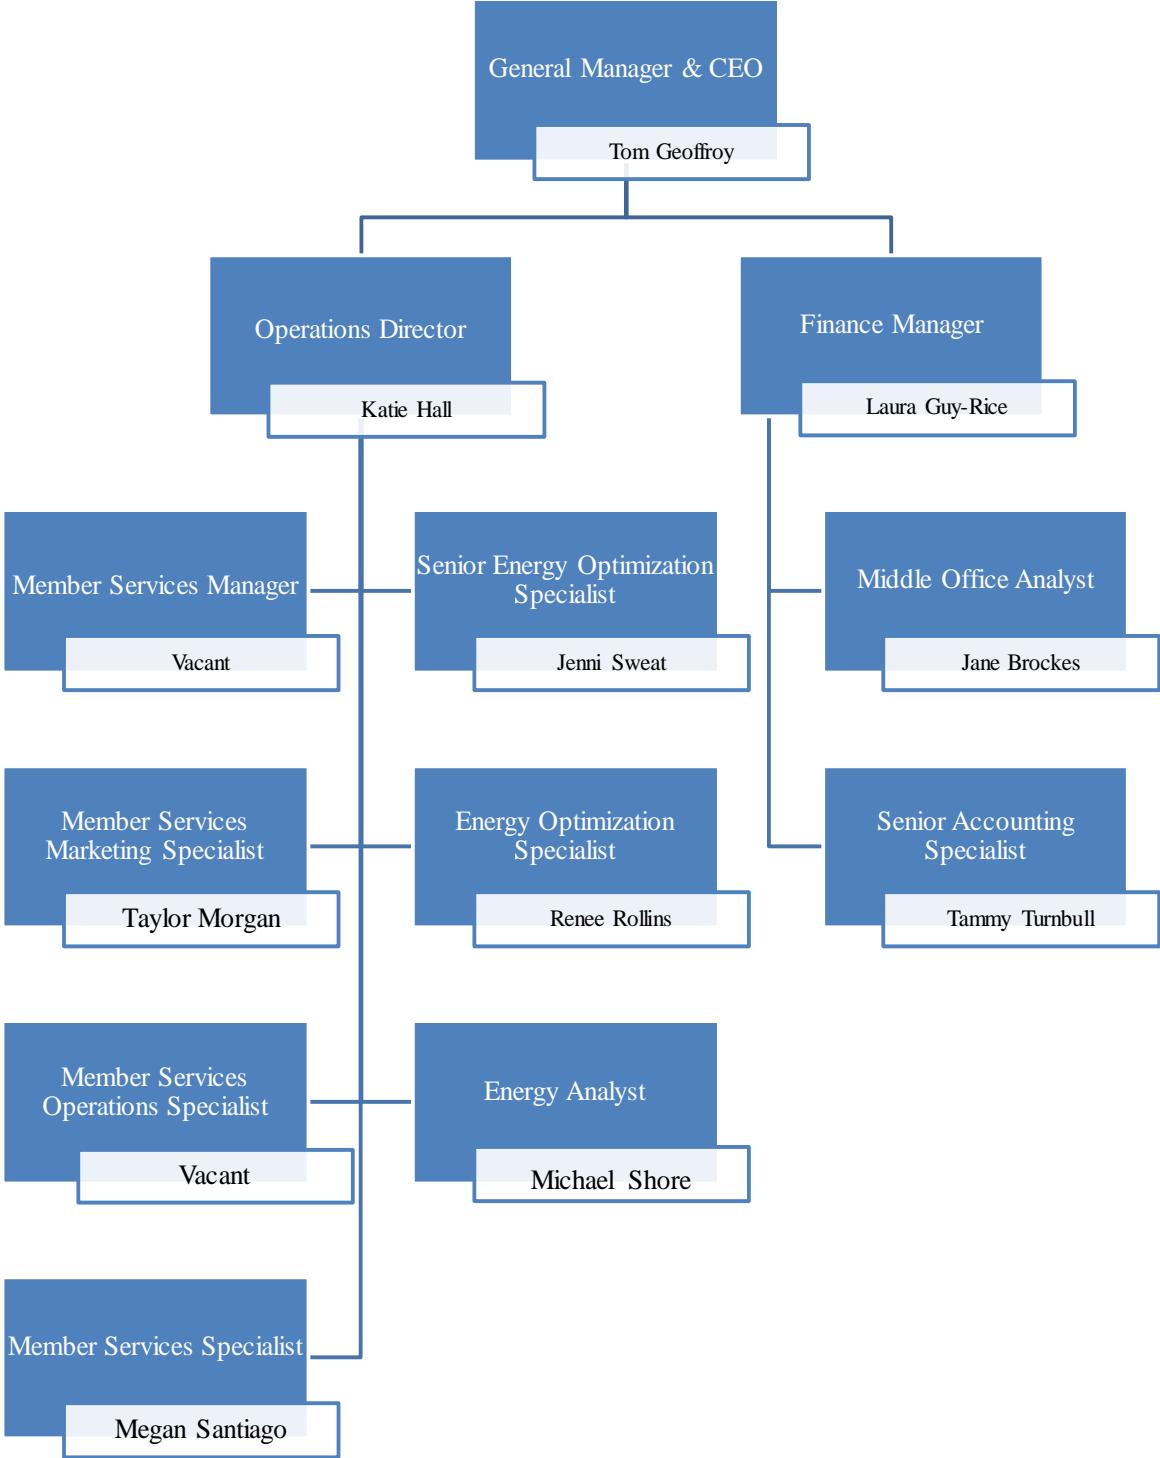 General Manager & CEO
Tom Geoffroy
Operations Director
Katie Hall
Finance Manager
Laura Guy-Rice
Member Services Manager
Vacant
Senior Energy Optimization
Specialist
Jenni Sweat
Middle Office Analyst
Jane Brockes
Member Services
Marketing Specialist
Taylor Morgan
Energy Optimization
Specialist
Renee Rollins
Senior Accounting
Specialist
Tammy Turnbull
Member Services
Operations Specialist
Vacant
Energy Analyst
Michael Shore
Member Services Specialist
Megan Santiago